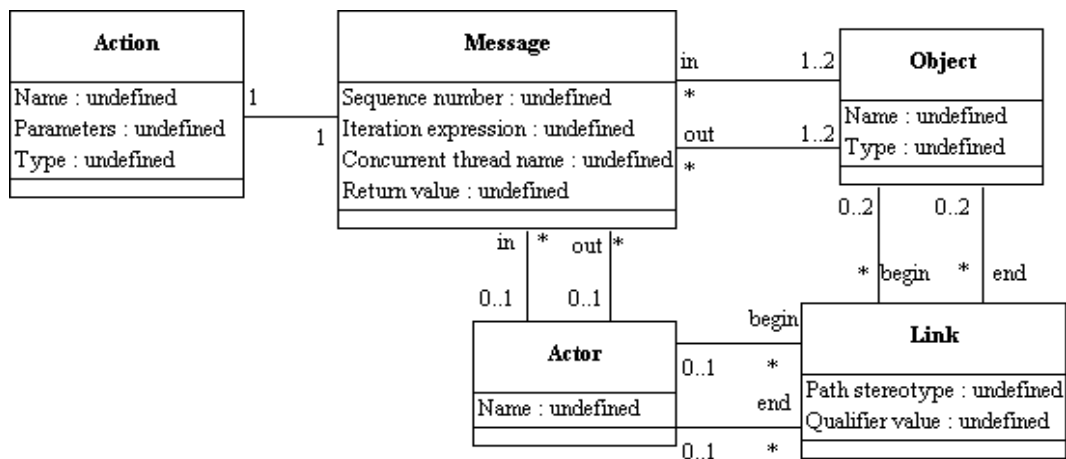 Action
Name : undefined
Parameters : undefined
Type : undefined
1
1
Message
Sequence number : undefined
Iteration expression : undefined
Concurrent thread name : undefined
Return value : undefined
in
1..2
*
out
1..2
*
Object
Name : undefined
Type : undefined
0..2
0..2
* begin
* end
in * out *
0..1 0..1
Actor
Name : undefined
begin
0..1 *
end
0..1 *
Link
Path stereotype : undefined
Qualifier value : undefined